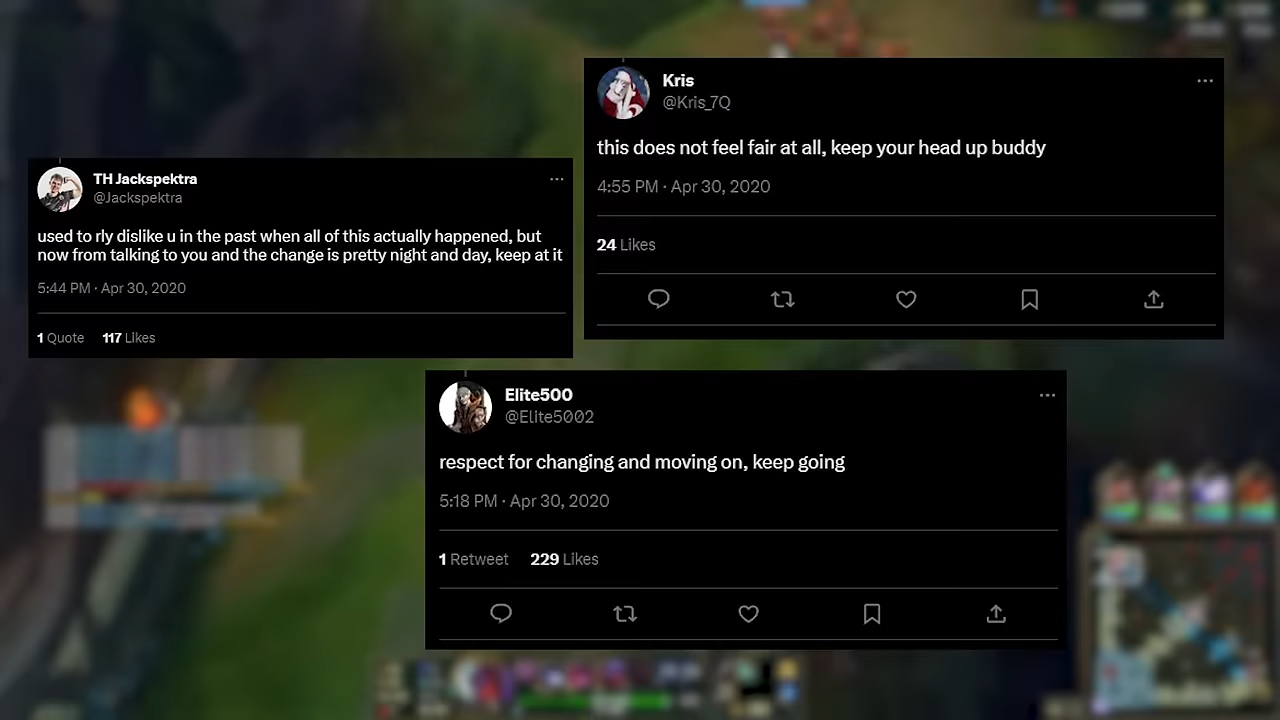 TH Jackspektra
@Jackspektra
used to rly dislike u in the past when all of this actually happened, but
now from talking to you and the change is pretty night and day, keep at it
5:44 PM · Apr 30, 2020
1 Quote 117 Likes
Kris
@Kris_7Q
this does not feel fair at all, keep your head up buddy
4:55 PM · Apr 30, 2020
24 Likes
Elite500
@Elite5002
respect for changing and moving on, keep going
5:18 PM · Apr 30, 2020
1 Retweet 229 Likes